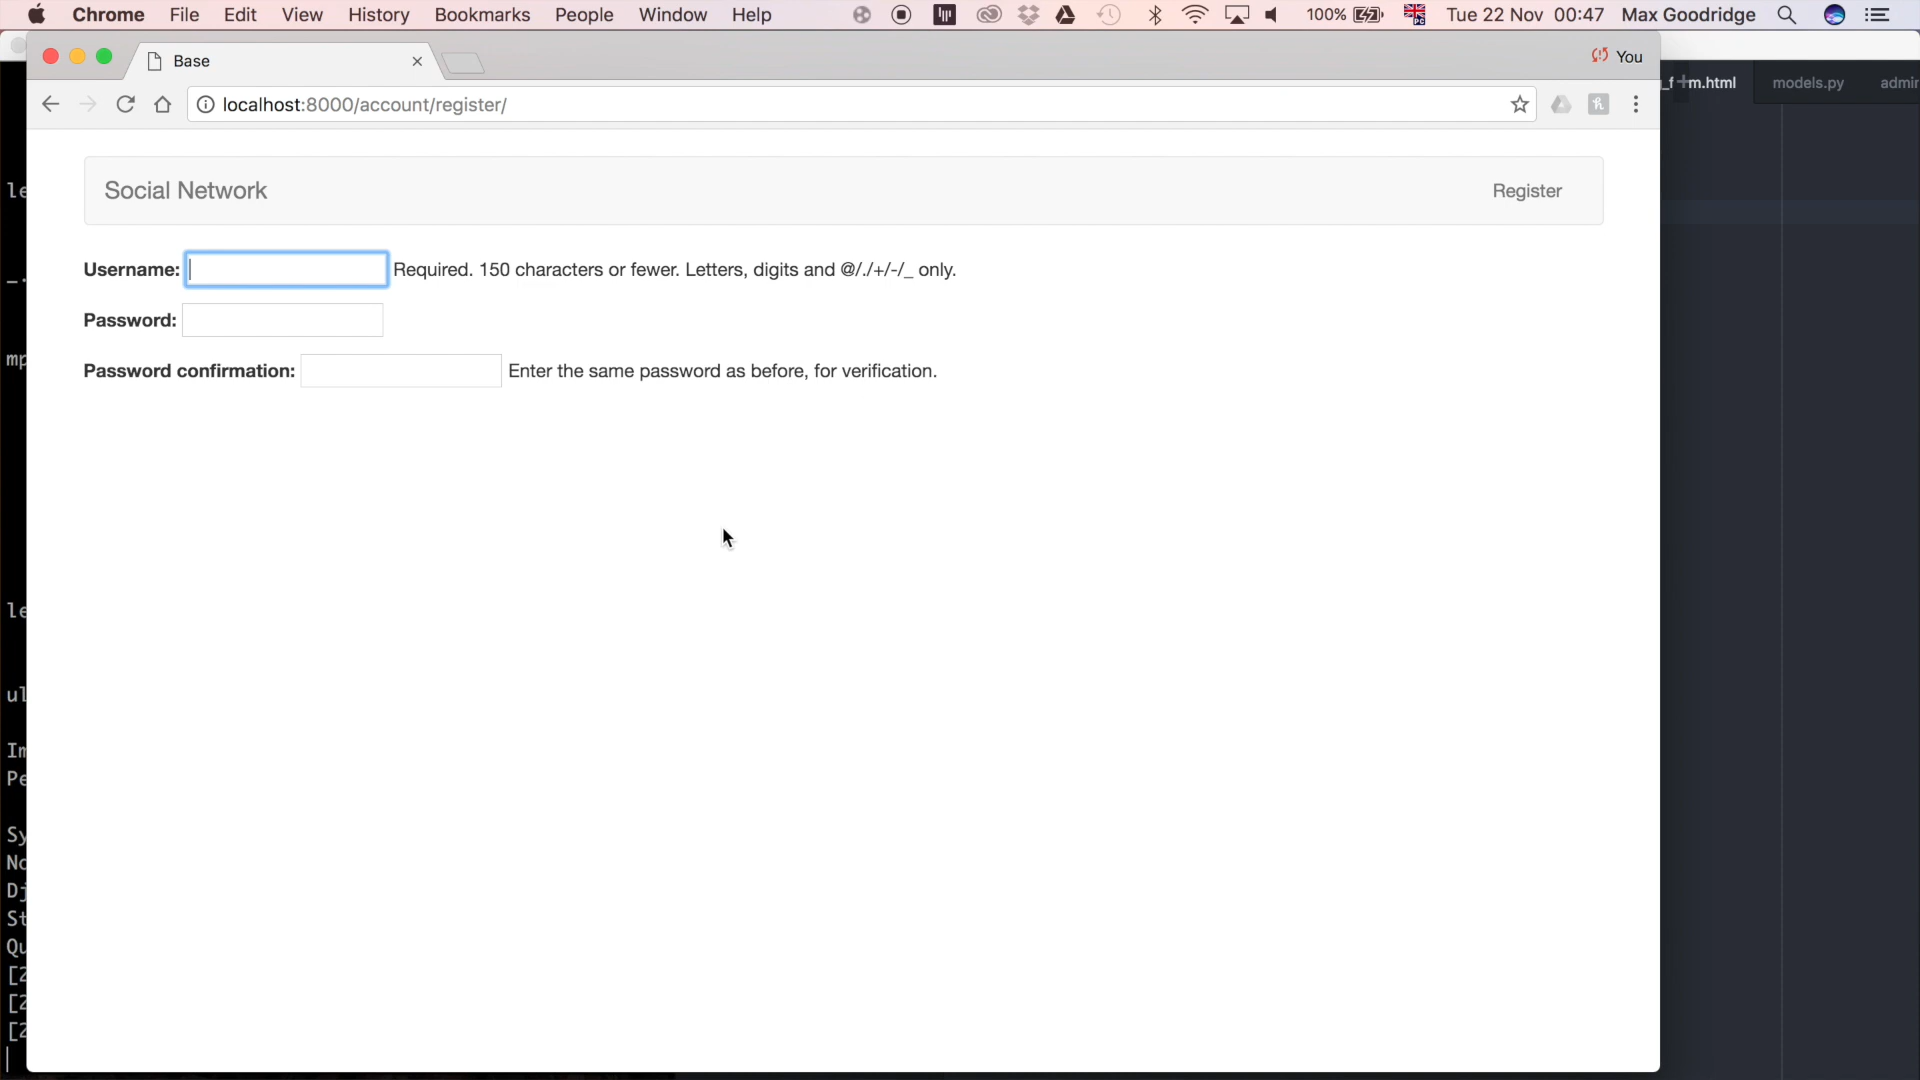 Chrome File Edit View History Bookmarks People Window Help 100% Tue 22 Nov 00:47 Max Goodridge
Base You
m.html models.py
localhost:8000/account/register/
Social Network Register
Username: Required. 150 characters or fewer. Letters, digits and @/./+/-/_ only.
Password:
Password confirmation: Enter the same password as before, for verification.